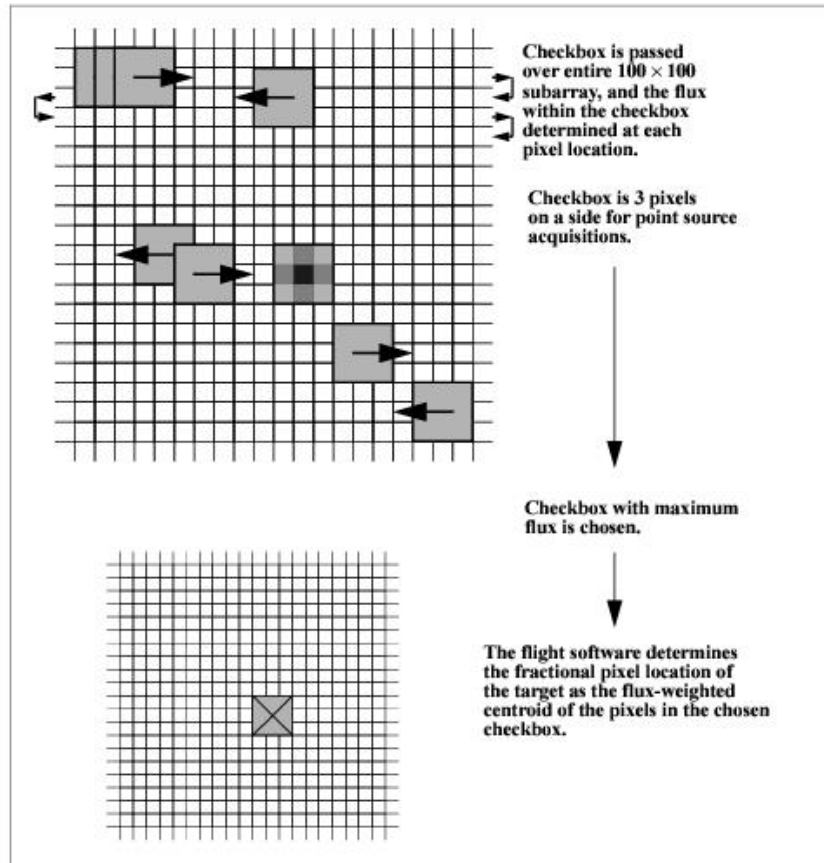 Checkbox is passed
over entire 100 × 100
subarray, and the flux
within the checkbox
determined at each
pixel location.
Checkbox is 3 pixels
on a side for point source
acquisitions.
Checkbox with maximum
flux is chosen.
The flight software determines
the fractional pixel location of
the target as the flux-weighted
centroid of the pixels in the chosen
checkbox.